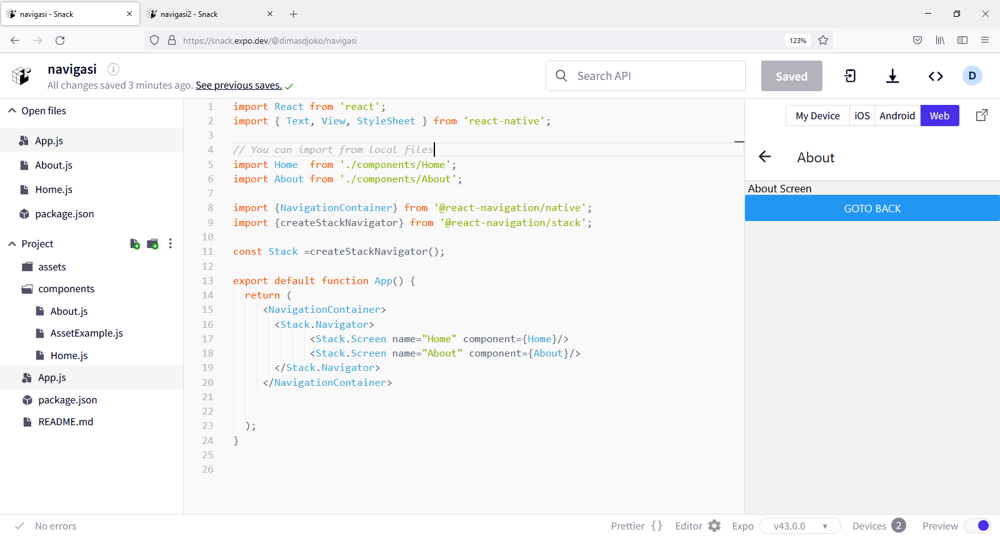 navigasi - Snack
navigasi2 - Snack
https://snack.expo.dev/@dimasdjoko/navigasi
123%
navigasi
All changes saved 3 minutes ago. See previous saves.
Search API
Saved
D
Open files
App.js
About.js
Home.js
package.json
Project
assets
components
About.js
AssetExample.js
Home.js
App.js
package.json
README.md
1 import React from 'react';
2 import { Text, View, StyleSheet } from 'react-native';
3
4 // You can import from local files
5 import Home  from './components/Home';
6 import About from './components/About';
7
8 import {NavigationContainer} from '@react-navigation/native';
9 import {createStackNavigator} from '@react-navigation/stack';
10
11 const Stack =createStackNavigator();
12
13 export default function App() {
14   return (
15      <NavigationContainer>
16        <Stack.Navigator>
17              <Stack.Screen name="Home" component={Home}/>
18              <Stack.Screen name="About" component={About}/>
19        </Stack.Navigator>
20      </NavigationContainer>
21
22
23   );
24 }
25
26
My Device
iOS
Android
Web
About
About Screen
GOTO BACK
No errors
Prettier {}
Editor
Expo
v43.0.0
Devices 2
Preview